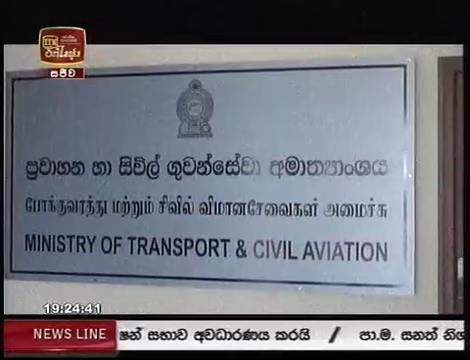 සජීව
ප්‍රවාහන හා සිවිල් ගුවන්සේවා අමාත්‍යාංශය
போக்குவரத்து மற்றும் சிவில் விமானசேவைகள் அமைச்சு
MINISTRY OF TRANSPORT & CIVIL AVIATION
19:24:41
NEWS LINE ෂන් සභාව අවධාරණය කරයි / පා.ම. සනත් නිශ